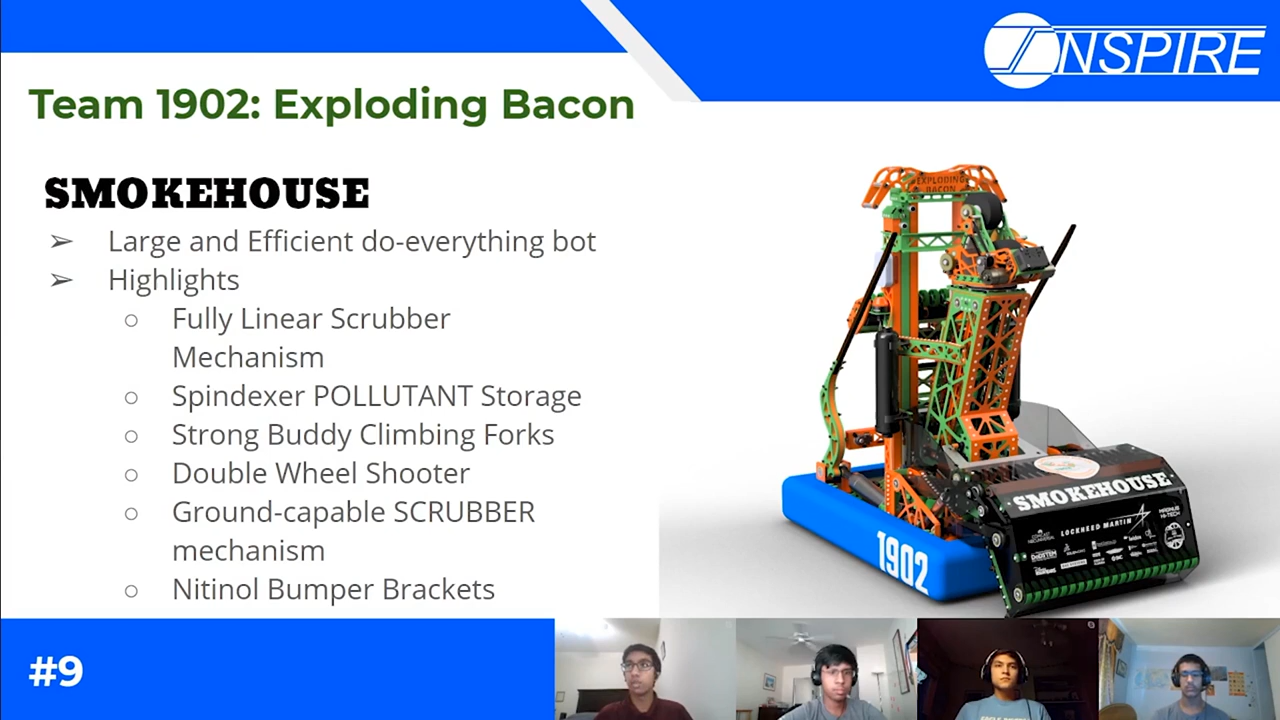 INSPIRE
Team 1902: Exploding Bacon
SMOKEHOUSE
➢ Large and Efficient do-everything bot
➢ Highlights
○ Fully Linear Scrubber
Mechanism
○ Spindexer POLLUTANT Storage
○ Strong Buddy Climbing Forks
○ Double Wheel Shooter
○ Ground-capable SCRUBBER
mechanism
○ Nitinol Bumper Brackets
EXPLODING
BACON
SMOKEHOUSE
LOCKHEED MARTIN
1902
#9